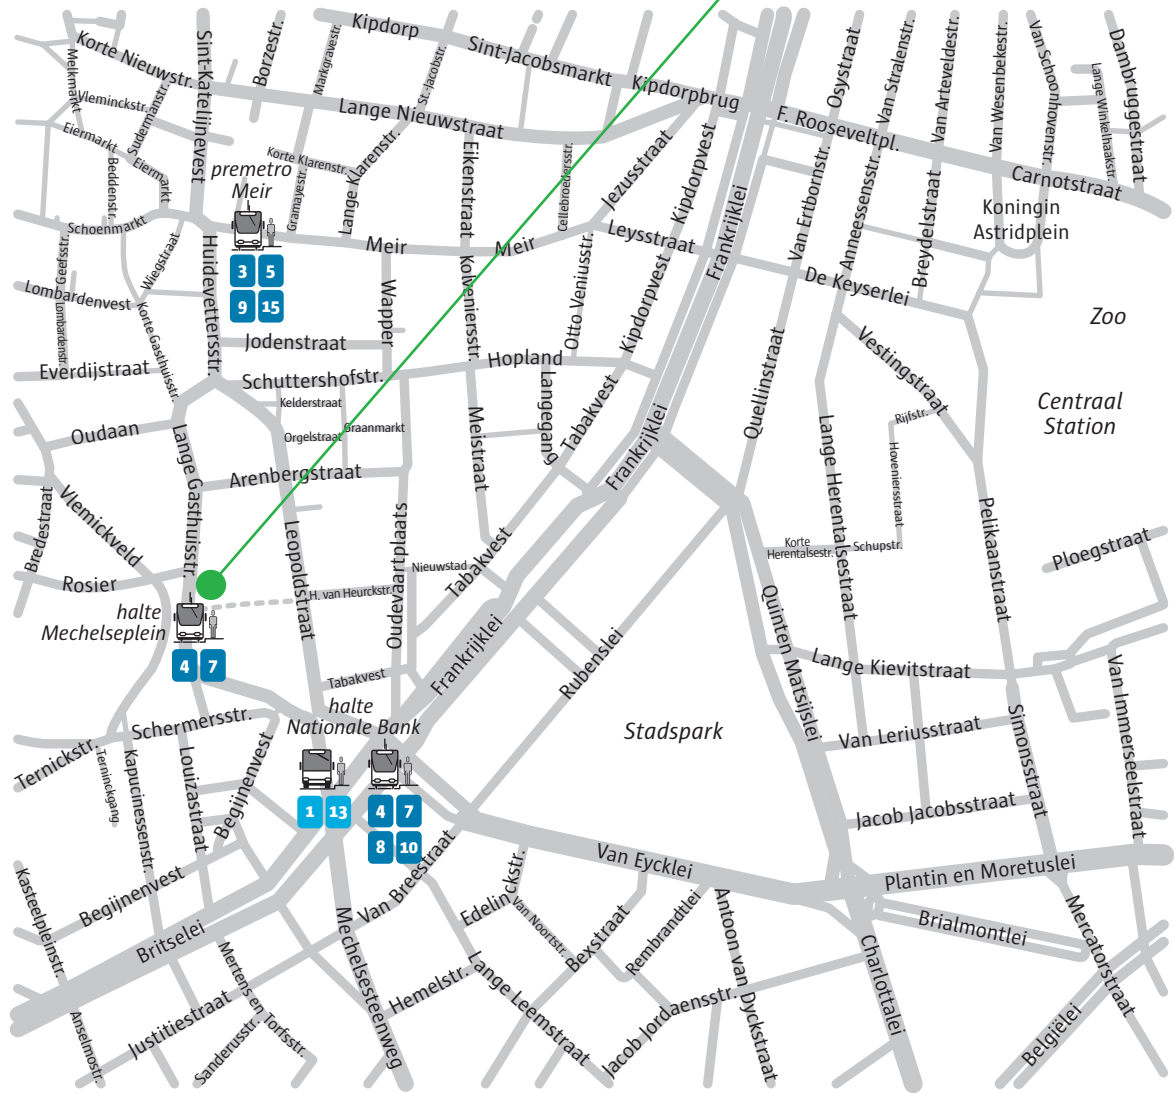 Kipdorp
Sint-Jacobsmarkt
Kipdorpbrug
F. Rooseveltpl.
Carnotstraat
Korte Nieuwstr.
Lange Nieuwstraat
Melkmarkt
Vleminckstr.
Sudermanstr.
Sint-Katelijnevest
Borzestr.
Markgravestr.
St.-Jacobstr.
Eiermarkt
Beddenstr.
Eiermarkt
premetro
Meir
Korte Klarenstr.
Lange Klarenstr.
Gramayestr.
Eikenstraat
Cellebroedersstr.
Jezusstraat
Kipdorpvest
Frankrijklei
Osystraat
Van Stralenstr.
Van Arteveldestr.
Van Wesenbekestr.
Van Schoonhovenstr.
Lange Winkelhaakstr.
Dambruggestraat
Van Ertbornstr.
Anneessensstr.
Breydelstraat
Koningin
Astridplein
Schoenmarkt
Meir
Meir
Leysstraat
De Keyserlei
3 5
9 15
Geefsstr.
Wiegstraat
Huidevettersstr.
Lombardenvest
Lombardenstr.
Korte Gasthuisstr.
Wapper
Kolveniersstr.
Otto Veniusstr.
Kipdorpvest
Zoo
Jodenstraat
Everdijstraat
Schuttershofstr.
Hopland
Kelderstraat
Orgelstraat
Graanmarkt
Meistraat
Langegang
Tabakvest
Frankrijklei
Quellinstraat
Vestingstraat
Rijfstr.
Hoveniersstraat
Lange Herentalsestraat
Centraal
Station
Oudaan
Lange Gasthuisstr.
Arenbergstraat
Bredestraat
Vlemickveld
Leopoldstraat
Oudevaartplaats
Nieuwstad
Tabakvest
Korte
Herentalsestr.
Schupstr.
Pelikaanstraat
Ploegstraat
Rosier
H. van Heurckstr.
halte
Mechelseplein
4 7
Frankrijklei
Rubenslei
Quinten Matsijslei
Lange Kievitstraat
Tabakvest
halte
Nationale Bank
Stadspark
Van Leriusstraat
Simonsstraat
Van Immerseelstraat
Schermersstr.
Ternickstr.
Terninckgang
Kapucinessenstr.
Louizastraat
Begijnenvest
1 13
4 7
8 10
Jacob Jacobsstraat
Van Eycklei
Plantin en Moretuslei
Kasteelpleinstr.
Begijnenvest
Britselei
Van Breestraat
Edelinckstr.
Van Noortstr.
Bexstraat
Rembrandtlei
Antoon van Dyckstraat
Brialmontlei
Charlottalei
Mercatorstraat
Mechelsesteenweg
Mertens en Torfsstr.
Hemelstr.
Lange Leemstraat
Jacob Jordaensstr.
Anselmostr.
Justitiestraat
Sanderusstr.
Belgiëlei